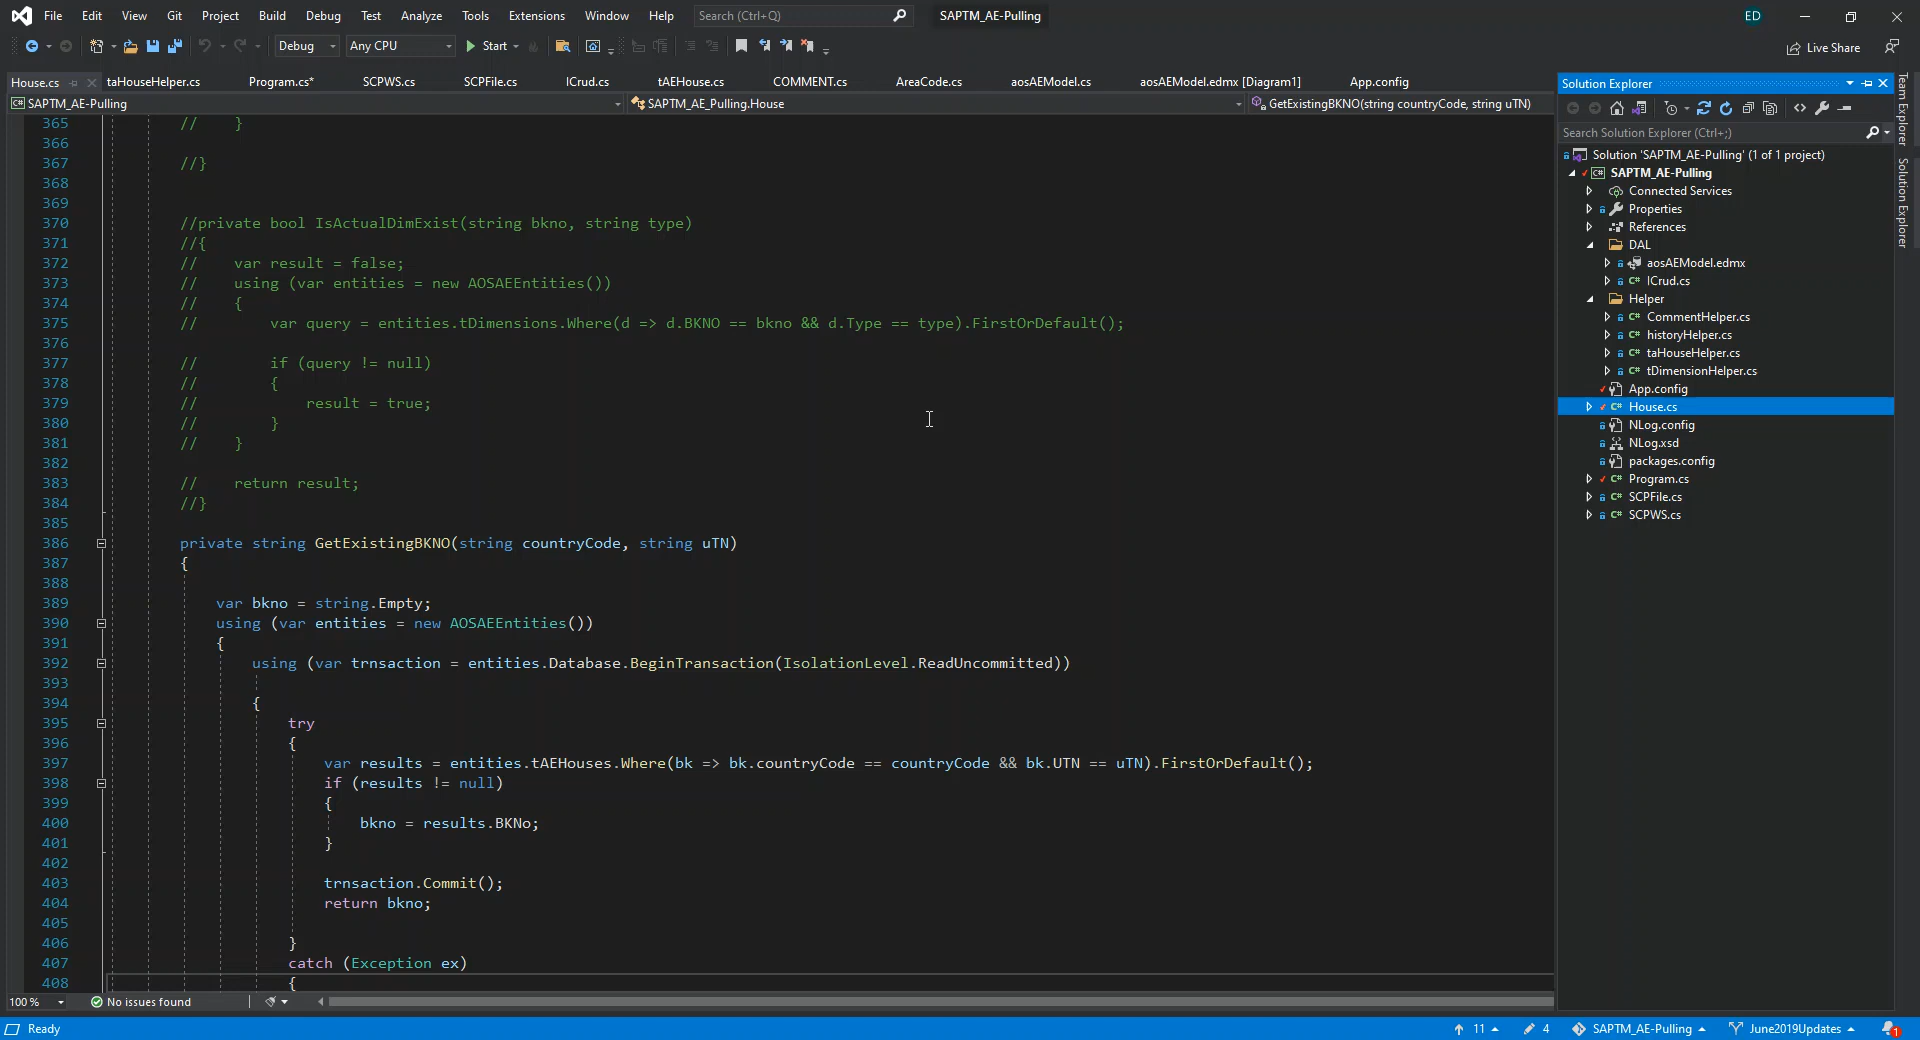 File Edit View Git Project Build Debug Test Analyze Tools Extensions Window Help Search (Ctrl+Q) SAPTM_AE-Pulling ED
Debug Any CPU Start Live Share
House.cs taHouseHelper.cs Program.cs* SCPWS.cs SCPFile.cs ICrud.cs tAEHouse.cs COMMENT.cs AreaCode.cs aosAEModel.cs aosAEModel.edmx [Diagram1] App.config
SAPTM_AE-Pulling SAPTM_AE_Pulling.House GetExistingBKNO(string countryCode, string uTN)
365 // }
366
367 //}
368
369
370 //private bool IsActualDimExist(string bkno, string type)
371 //{
372 // var result = false;
373 // using (var entities = new AOSAEEntities())
374 // {
375 // var query = entities.tDimensions.Where(d => d.BKNO == bkno && d.Type == type).FirstOrDefault();
376
377 // if (query != null)
378 // {
379 // result = true;
380 // }
381 // }
382
383 // return result;
384 //}
385
386 private string GetExistingBKNO(string countryCode, string uTN)
387 {
388
389 var bkno = string.Empty;
390 using (var entities = new AOSAEEntities())
391 {
392 using (var trnsaction = entities.Database.BeginTransaction(IsolationLevel.ReadUncommitted))
393
394 {
395 try
396 {
397 var results = entities.tAEHouses.Where(bk => bk.countryCode == countryCode && bk.UTN == uTN).FirstOrDefault();
398 if (results != null)
399 {
400 bkno = results.BKNo;
401 }
402
403 trnsaction.Commit();
404 return bkno;
405
406 }
407 catch (Exception ex)
408 {
100 % No issues found
Solution Explorer
Search Solution Explorer (Ctrl+;)
Solution 'SAPTM_AE-Pulling' (1 of 1 project)
C# SAPTM_AE-Pulling
Connected Services
Properties
References
DAL
aosAEModel.edmx
C# ICrud.cs
Helper
C# CommentHelper.cs
C# historyHelper.cs
C# taHouseHelper.cs
C# tDimensionHelper.cs
App.config
C# House.cs
NLog.config
NLog.xsd
packages.config
C# Program.cs
C# SCPFile.cs
C# SCPWS.cs
Team Explorer
Solution Explorer
Ready 11 4 SAPTM_AE-Pulling June2019Updates 1